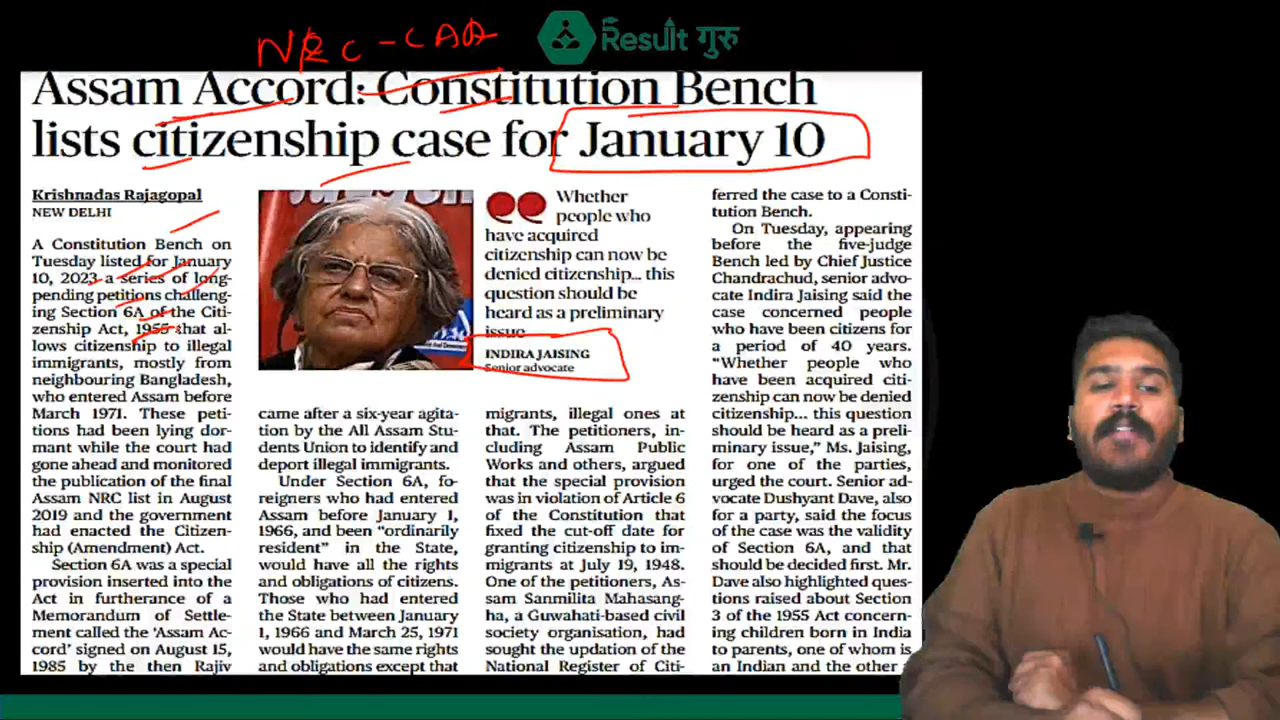 NRC - CAA
Result गुरु
Assam Accord: Constitution Bench
lists citizenship case for January 10
Krishnadas Rajagopal
NEW DELHI
A Constitution Bench on
Tuesday listed for January
10, 2023 a series of long-
pending petitions challeng-
ing Section 6A of the Citi-
zenship Act, 1955 that al-
lows citizenship to illegal
immigrants, mostly from
neighbouring Bangladesh,
who entered Assam before
March 1971. These peti-
tions had been lying dor-
mant while the court had
gone ahead and monitored
the publication of the final
Assam NRC list in August
2019 and the government
had enacted the Citizen-
ship (Amendment) Act.
Section 6A was a special
provision inserted into the
Act in furtherance of a
Memorandum of Settle-
ment called the 'Assam Ac-
cord' signed on August 15,
1985 by the then Rajiv
came after a six-year agita-
tion by the All Assam Stu-
dents Union to identify and
deport illegal immigrants.
Under Section 6A, fo-
reigners who had entered
Assam before January 1,
1966, and been “ordinarily
resident” in the State,
would have all the rights
and obligations of citizens.
Those who had entered
the State between January
1, 1966 and March 25, 1971
would have the same rights
and obligations except that
Whether
people who
have acquired
citizenship can now be
denied citizenship... this
question should be
heard as a preliminary
issue
INDIRA JAISING
Senior advocate
migrants, illegal ones at
that. The petitioners, in-
cluding Assam Public
Works and others, argued
that the special provision
was in violation of Article 6
of the Constitution that
fixed the cut-off date for
granting citizenship to im-
migrants at July 19, 1948.
One of the petitioners, As-
sam Sanmilita Mahasang-
ha, a Guwahati-based civil
society organisation, had
sought the updation of the
National Register of Citi-
ferred the case to a Consti-
tution Bench.
On Tuesday, appearing
before the five-judge
Bench led by Chief Justice
Chandrachud, senior advo-
cate Indira Jaising said the
case concerned people
who have been citizens for
a period of 40 years.
“Whether people who
have been acquired citi-
zenship can now be denied
citizenship... this question
should be heard as a preli-
minary issue,” Ms. Jaising,
for one of the parties,
urged the court. Senior ad-
vocate Dushyant Dave, also
for a party, said the focus
of the case was the validity
of Section 6A, and that
should be decided first. Mr.
Dave also highlighted ques-
tions raised about Section
3 of the 1955 Act concern-
ing children born in India
to parents, one of whom is
an Indian and the other